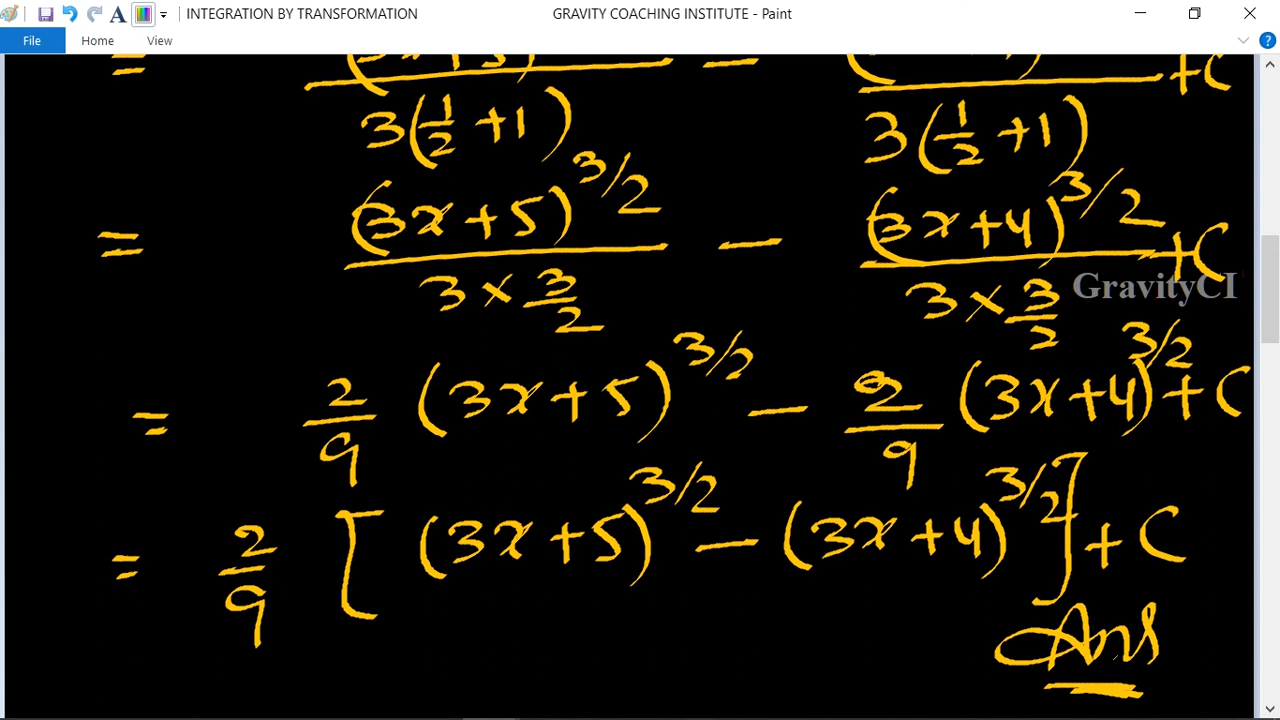 INTEGRATION BY TRANSFORMATION GRAVITY COACHING INSTITUTE - Paint
File Home View
= (3x+5) − +C
3(1/2 +1) 3(1/2 +1)
= (3x+5)^3/2 − (3x+4)^3/2 +C
3×3/2 3×3/2
GravityCI
= 2/9 (3x+5)^3/2 − 2/9 (3x+4)^3/2 + C
= 2/9 [ (3x+5)^3/2 − (3x+4)^3/2 ] + C
Ans